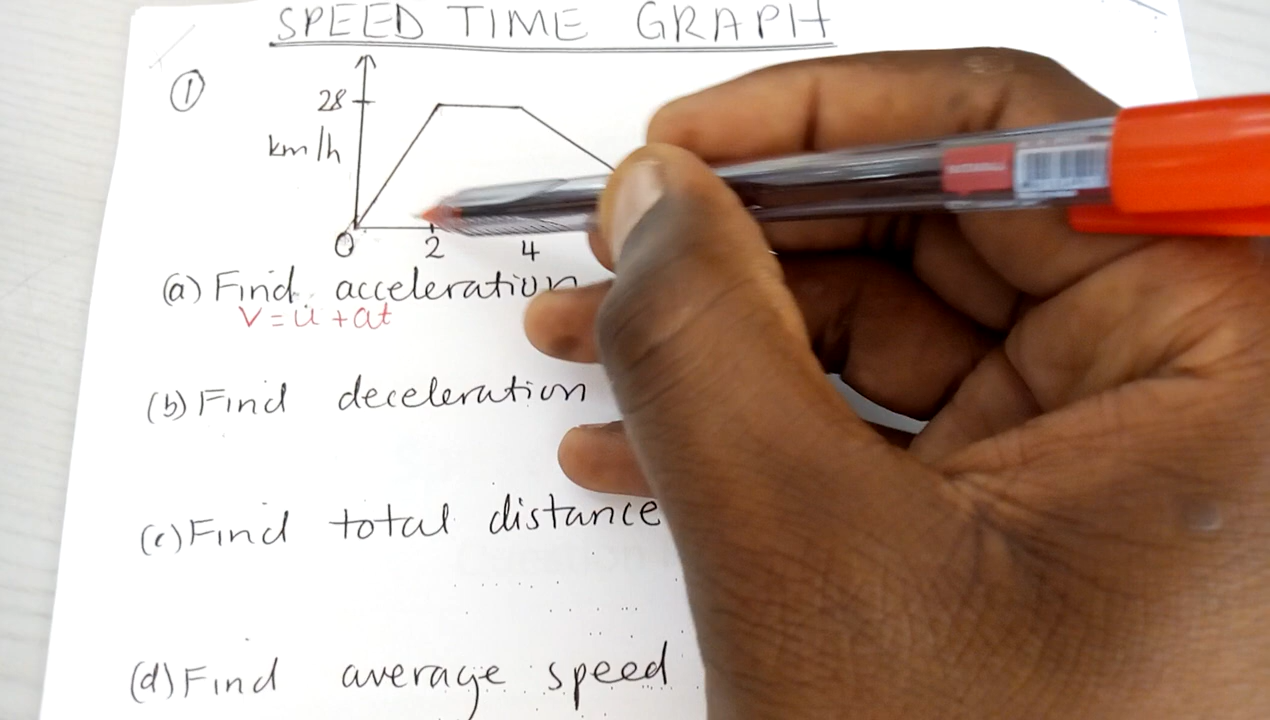 SPEED TIME GRAPH
①
28
km/h
0 2 4
(a) Find acceleration
v = u + at
(b) Find deceleration
(c) Find total distance
(d) Find average speed